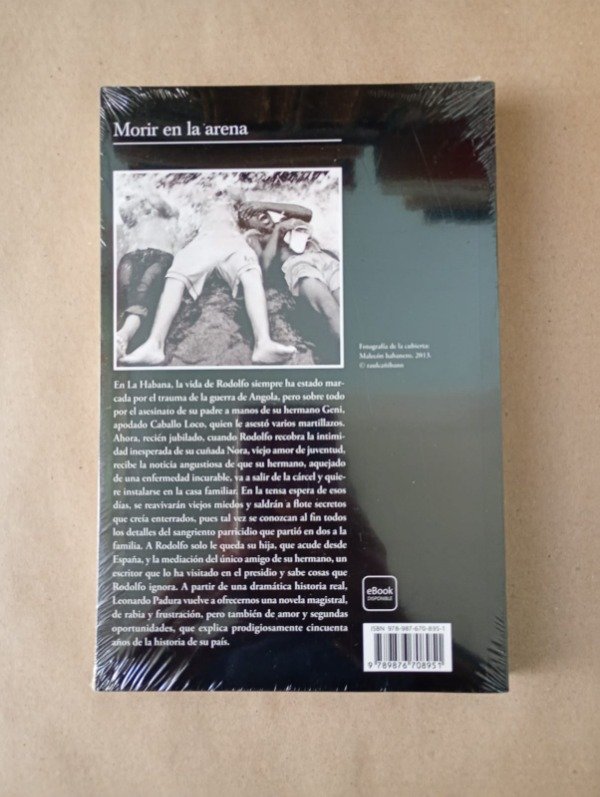 Morir en la arena
Fotografía de la cubierta:
Malecón habanero, 2013.
© raulcañibano
En La Habana, la vida de Rodolfo siempre ha estado mar-
cada por el trauma de la guerra de Angola, pero sobre todo
por el asesinato de su padre a manos de su hermano Geni,
apodado Caballo Loco, quien le asestó varios martillazos.
Ahora, recién jubilado, cuando Rodolfo recobra la intimi-
dad inesperada de su cuñada Nora, viejo amor de juventud,
recibe la noticia angustiosa de que su hermano, aquejado
de una enfermedad incurable, va a salir de la cárcel y quie-
re instalarse en la casa familiar. En la tensa espera de esos
días, se reavivarán viejos miedos y saldrán a flote secretos
que creía enterrados, pues tal vez se conozcan al fin todos
los detalles del sangriento parricidio que partió en dos a la
familia. A Rodolfo solo le queda su hija, que acude desde
España, y la mediación del único amigo de su hermano, un
escritor que lo ha visitado en el presidio y sabe cosas que
Rodolfo ignora. A partir de una dramática historia real,
Leonardo Padura vuelve a ofrecernos una novela magistral,
de rabia y frustración, pero también de amor y segundas
oportunidades, que explica prodigiosamente cincuenta
años de la historia de su país.
eBook
DISPONIBLE
ISBN 978-987-670-895-1
9 789876 708951